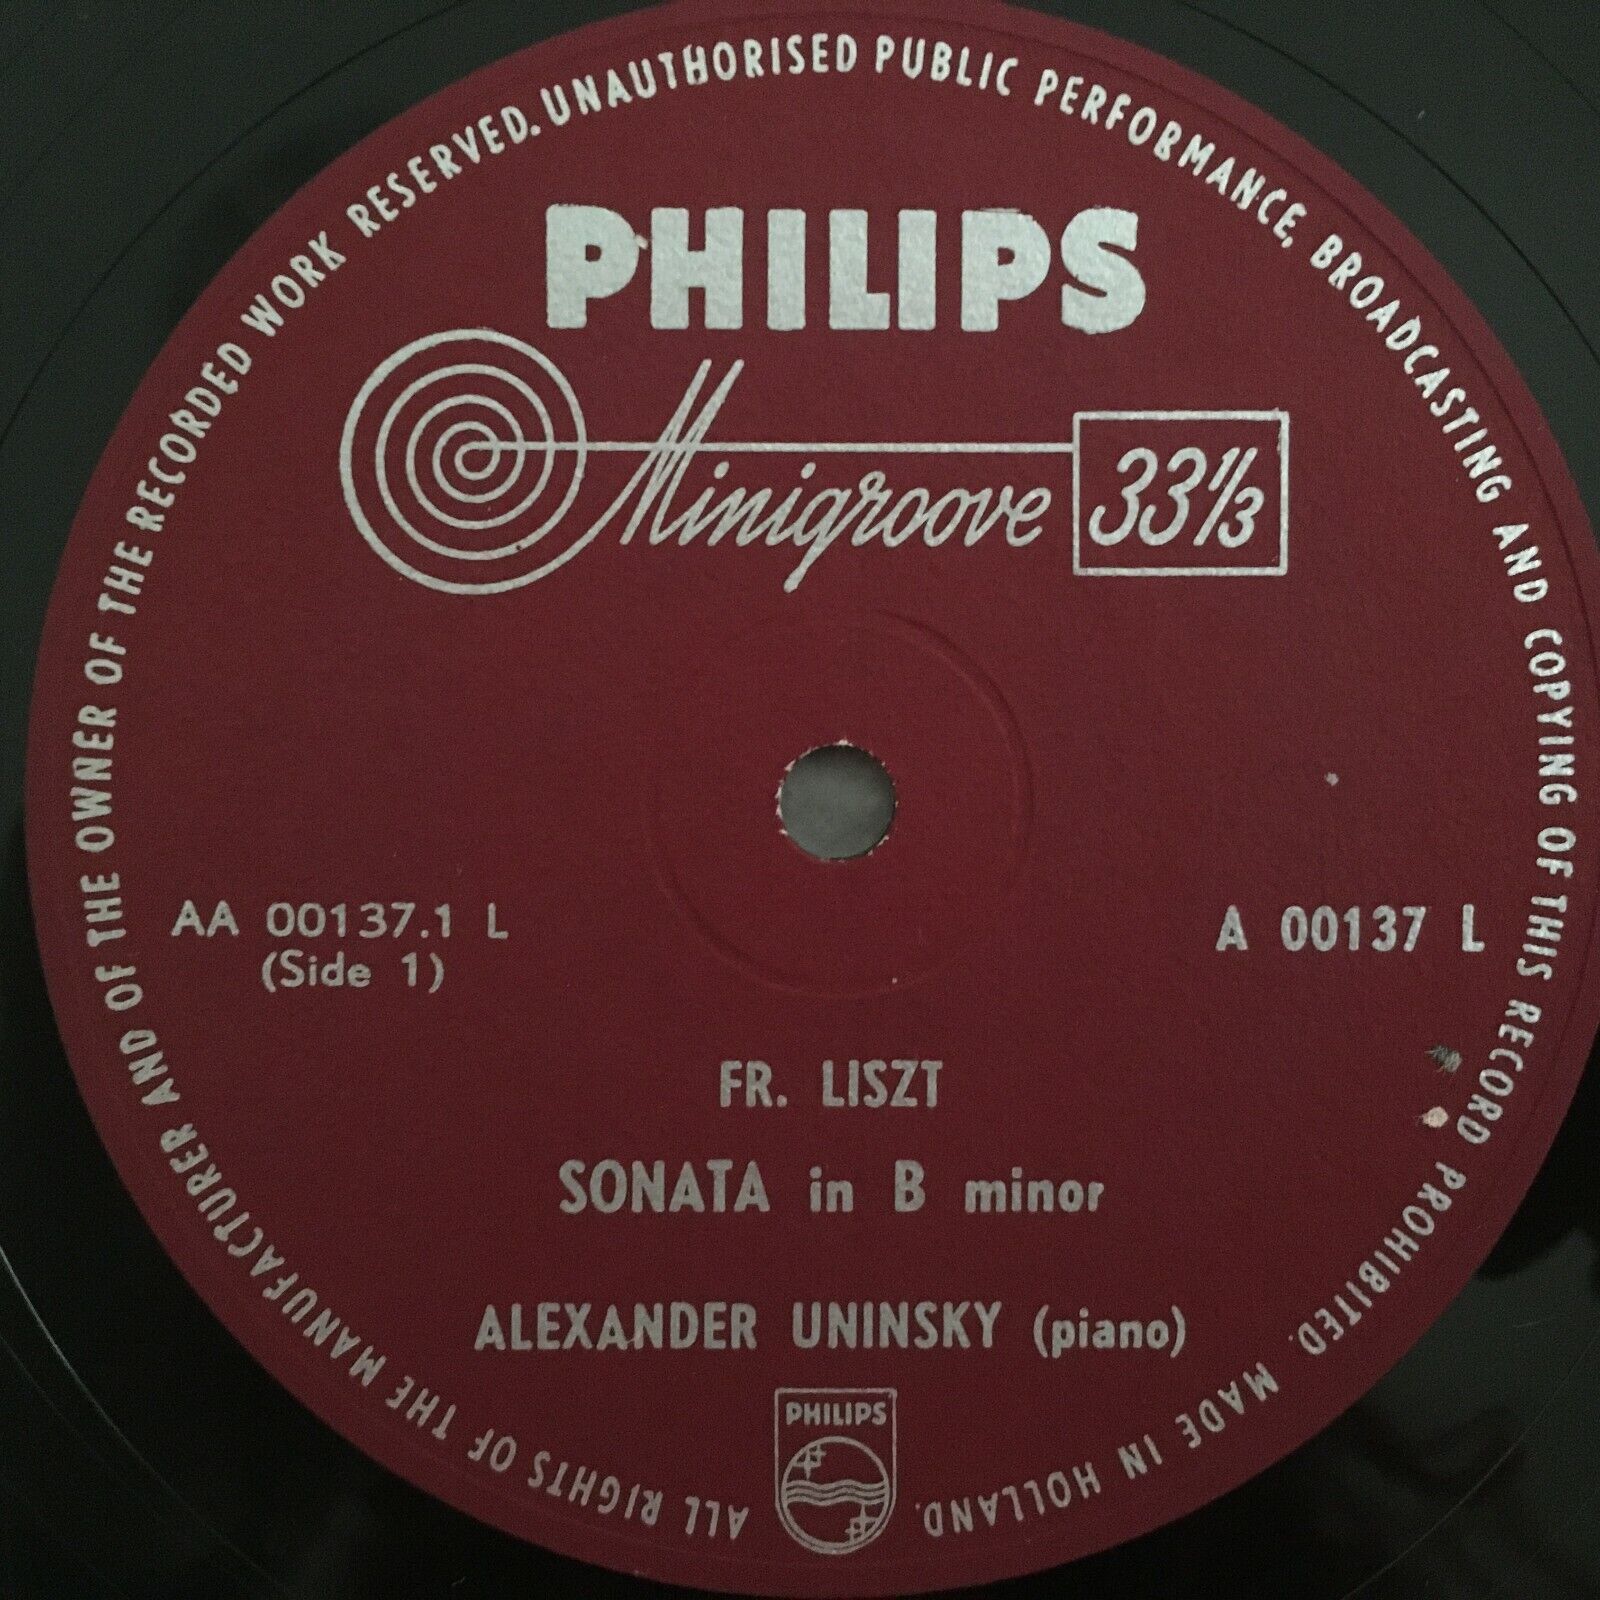 ALL RIGHTS OF THE MANUFACTURER AND OF THE OWNER OF THE RECORDED WORK RESERVED. UNAUTHORISED PUBLIC PERFORMANCE, BROADCASTING AND COPYING OF THIS RECORD PROHIBITED. MADE IN HOLLAND.
PHILIPS
Minigroove 33 1/3
AA 00137.1 L
(Side 1)
A 00137 L
FR. LISZT
SONATA in B minor
ALEXANDER UNINSKY (piano)
PHILIPS